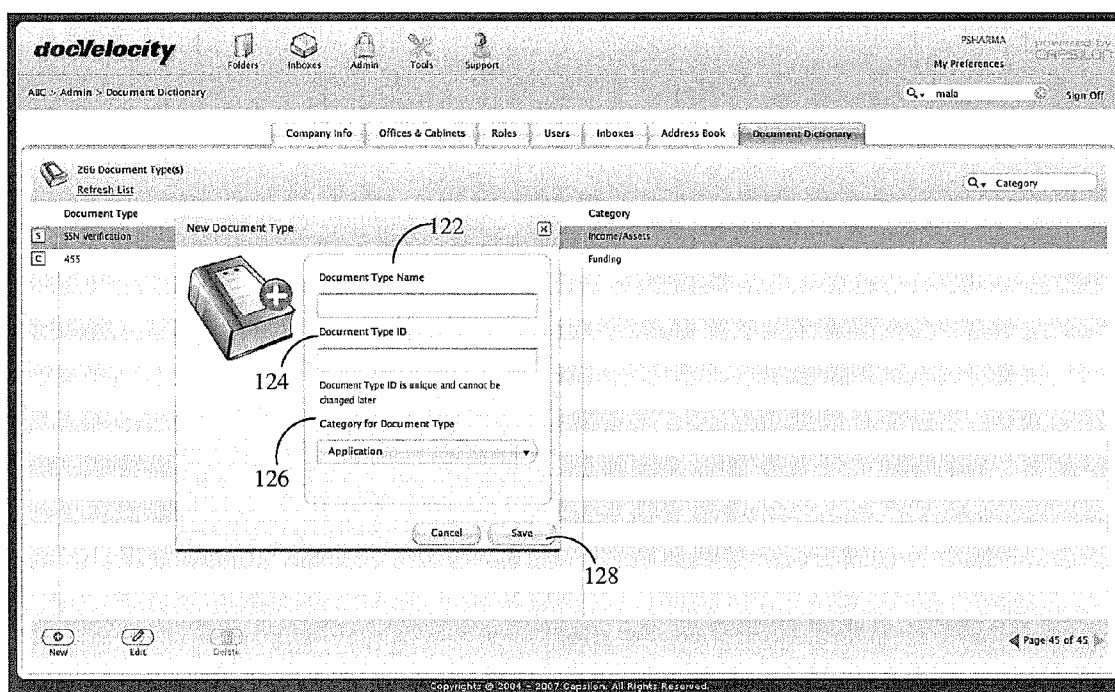 docVelocity
Folders Inboxes Admin Tools Support
PSHARMA
My Preferences
powered by
ABC > Admin > Document Dictionary
mala Sign Off
Company Info Offices & Cabinets Roles Users Inboxes Address Book Document Dictionary
266 Document Type(s)
Refresh List
Category
Document Type Category
S SSN Verification Income/Assets
C 455 Funding
New Document Type
122
Document Type Name
Document Type ID
124
Document Type ID is unique and cannot be
changed later
Category for Document Type
Application
126
Cancel Save
128
New Edit Delete
Page 45 of 45
Copyrights © 2004 - 2007 Capsilon. All Rights Reserved.